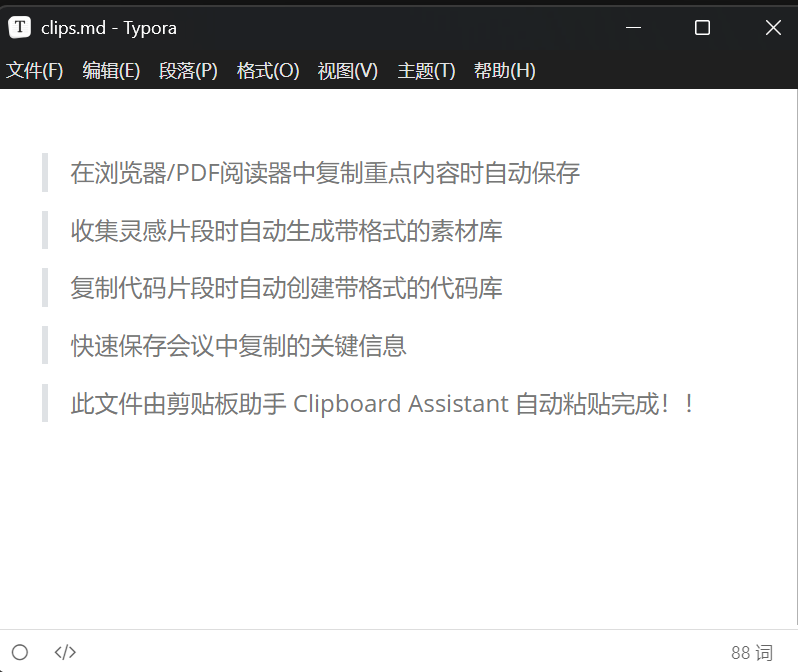 T clips.md - Typora
文件(F) 编辑(E) 段落(P) 格式(O) 视图(V) 主题(T) 帮助(H)
在浏览器/PDF阅读器中复制重点内容时自动保存
收集灵感片段时自动生成带格式的素材库
复制代码片段时自动创建带格式的代码库
快速保存会议中复制的关键信息
此文件由剪贴板助手 Clipboard Assistant 自动粘贴完成！！
</> 88 词